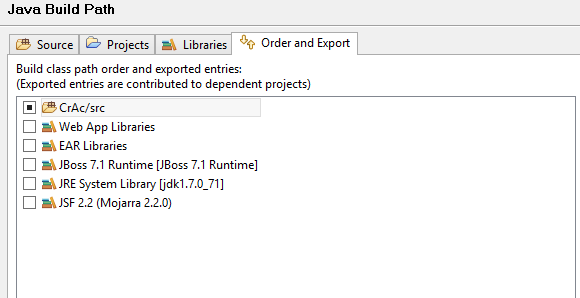 Java Build Path
Source Projects Libraries Order and Export
Build class path order and exported entries:
(Exported entries are contributed to dependent projects)
CrAc/src
Web App Libraries
EAR Libraries
JBoss 7.1 Runtime [JBoss 7.1 Runtime]
JRE System Library [jdk1.7.0_71]
JSF 2.2 (Mojarra 2.2.0)